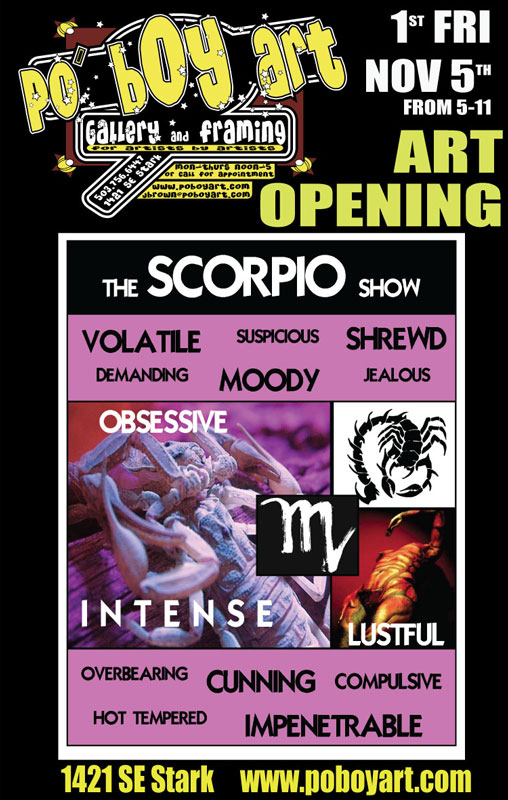 PO' BOY ART
GALLERY and FRAMING
FOR ARTISTS BY ARTISTS
503.756.6447
1421 SE Stark
MON-THURS NOON-5
OR CALL FOR APPOINTMENT
www.poboyart.com
jbrown@poboyart.com
1ST FRI
NOV 5TH
FROM 5-11
ART
OPENING
THE SCORPIO SHOW
VOLATILE SUSPICIOUS SHREWD
DEMANDING MOODY JEALOUS
OBSESSIVE
INTENSE
LUSTFUL
OVERBEARING CUNNING COMPULSIVE
HOT TEMPERED IMPENETRABLE
1421 SE Stark www.poboyart.com